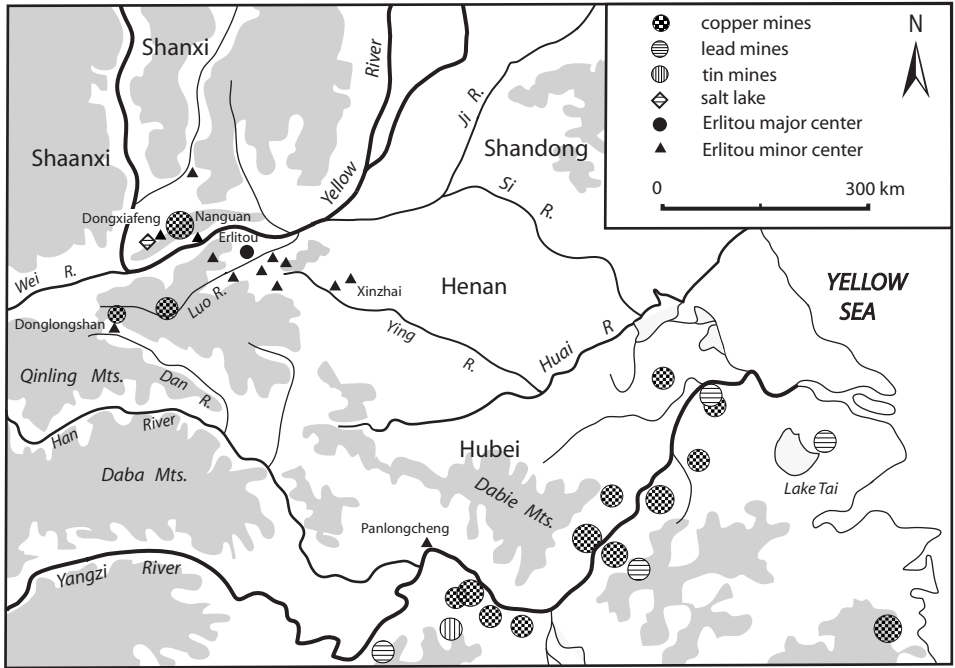 copper mines
lead mines
tin mines
salt lake
Erlitou major center
Erlitou minor center
N
0 300 km
Shanxi
River
Ji R.
Shandong
Shaanxi
Yellow
Si
R.
Dongxiafeng
Nanguan
Erlitou
Wei R.
Luo R.
Xinzhai
Henan
YELLOW
SEA
Donglongshan
Ying
R.
Huai R
Qinling Mts.
Dan
R.
Han River
Hubei
Daba Mts.
Dabie Mts.
Lake Tai
Panlongcheng
Yangzi River